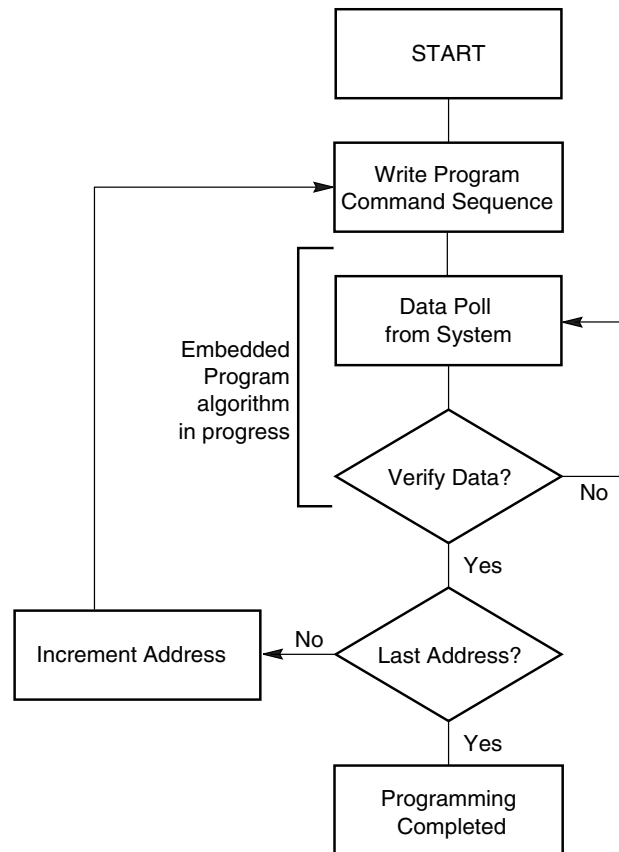 START
Write Program
Command Sequence
Data Poll
from System
Embedded
Program
algorithm
in progress
Verify Data?
No
Yes
Increment Address
No
Last Address?
Yes
Programming
Completed